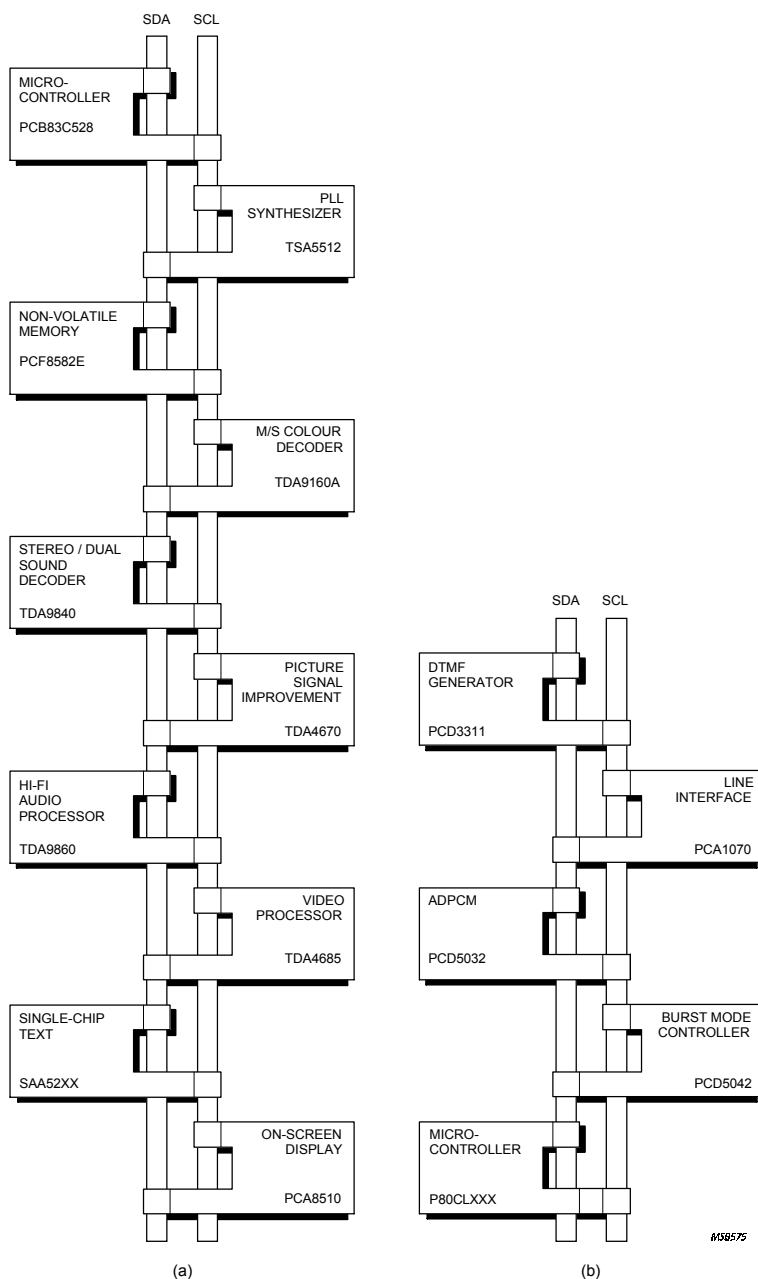 SDA SCL
MICRO-
CONTROLLER
PCB83C528
PLL
SYNTHESIZER
TSA5512
NON-VOLATILE
MEMORY
PCF8582E
M/S COLOUR
DECODER
TDA9160A
STEREO / DUAL
SOUND
DECODER
TDA9840
PICTURE
SIGNAL
IMPROVEMENT
TDA4670
HI-FI
AUDIO
PROCESSOR
TDA9860
VIDEO
PROCESSOR
TDA4685
SINGLE-CHIP
TEXT
SAA52XX
ON-SCREEN
DISPLAY
PCA8510
(a)
SDA SCL
DTMF
GENERATOR
PCD3311
LINE
INTERFACE
PCA1070
ADPCM
PCD5032
BURST MODE
CONTROLLER
PCD5042
MICRO-
CONTROLLER
P80CLXXX
MSB575
(b)